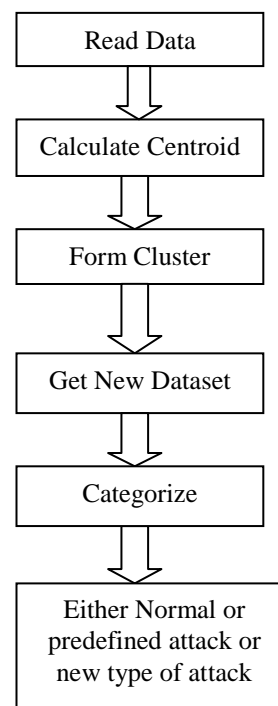 Read Data
Calculate Centroid
Form Cluster
Get New Dataset
Categorize
Either Normal or
predefined attack or
new type of attack